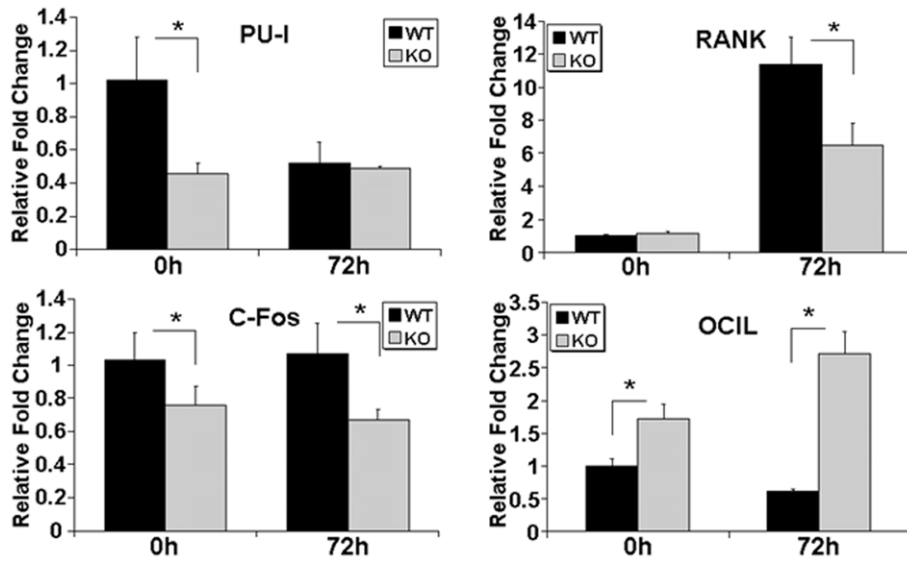 PU-I
Relative Fold Change
1.4
1.2
1
0.8
0.6
0.4
0.2
0
*
WT
KO
0h
72h
RANK
Relative Fold Change
14
12
10
8
6
4
2
0
*
WT
KO
0h
72h
C-Fos
Relative Fold Change
1.4
1.2
1
0.8
0.6
0.4
0.2
0
*
*
WT
KO
0h
72h
OCIL
Relative Fold Change
3.5
3
2.5
2
1.5
1
0.5
0
*
*
WT
KO
0h
72h